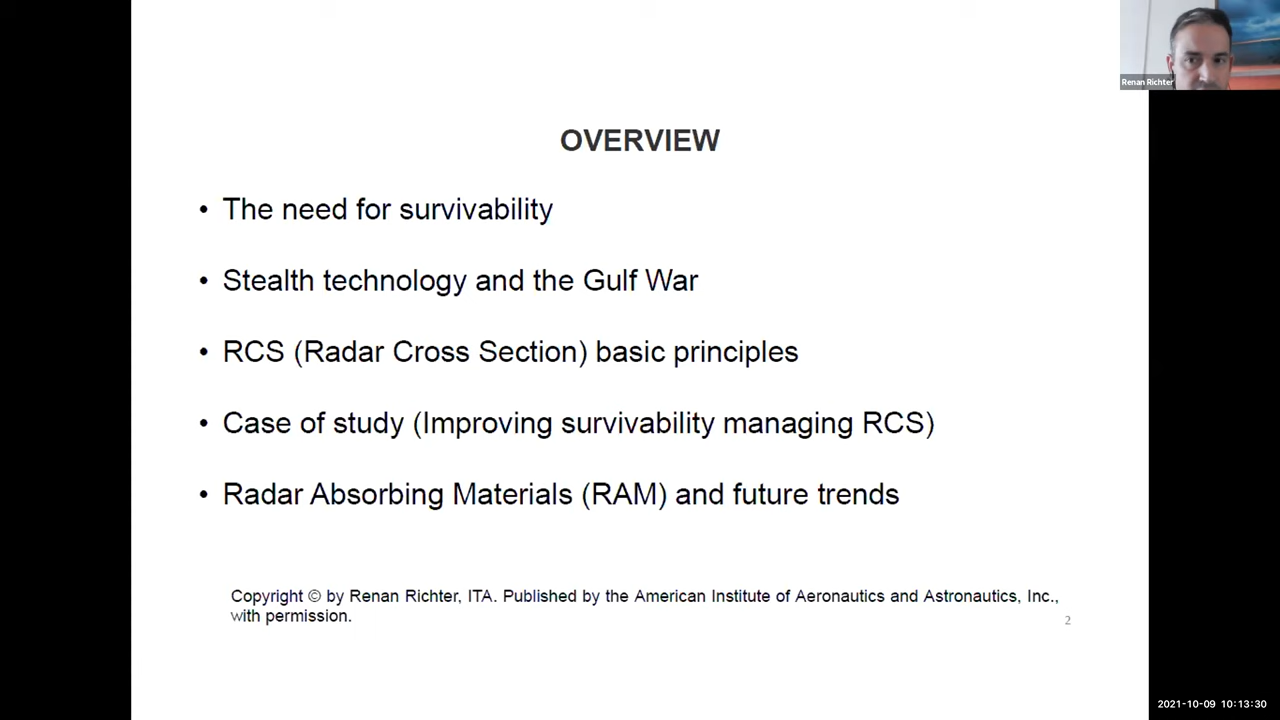 Renan Richter
OVERVIEW
• The need for survivability
• Stealth technology and the Gulf War
• RCS (Radar Cross Section) basic principles
• Case of study (Improving survivability managing RCS)
• Radar Absorbing Materials (RAM) and future trends
Copyright © by Renan Richter, ITA. Published by the American Institute of Aeronautics and Astronautics, Inc.,
with permission.
2
2021-10-09 10:13:30